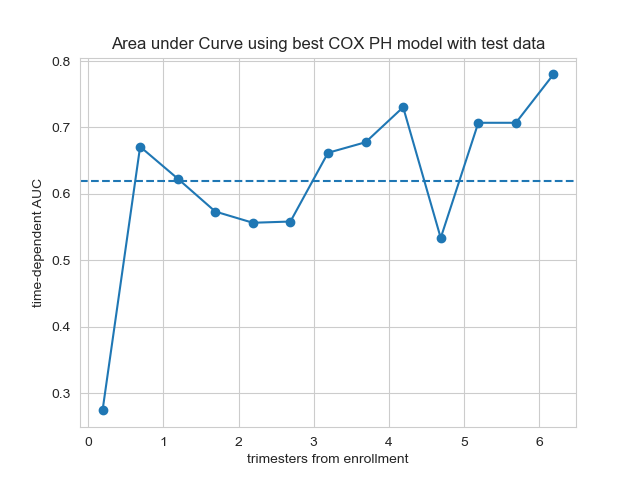 Area under Curve using best COX PH model with test data
time-dependent AUC
0.8
0.7
0.6
0.5
0.4
0.3
0 1 2 3 4 5 6
trimesters from enrollment